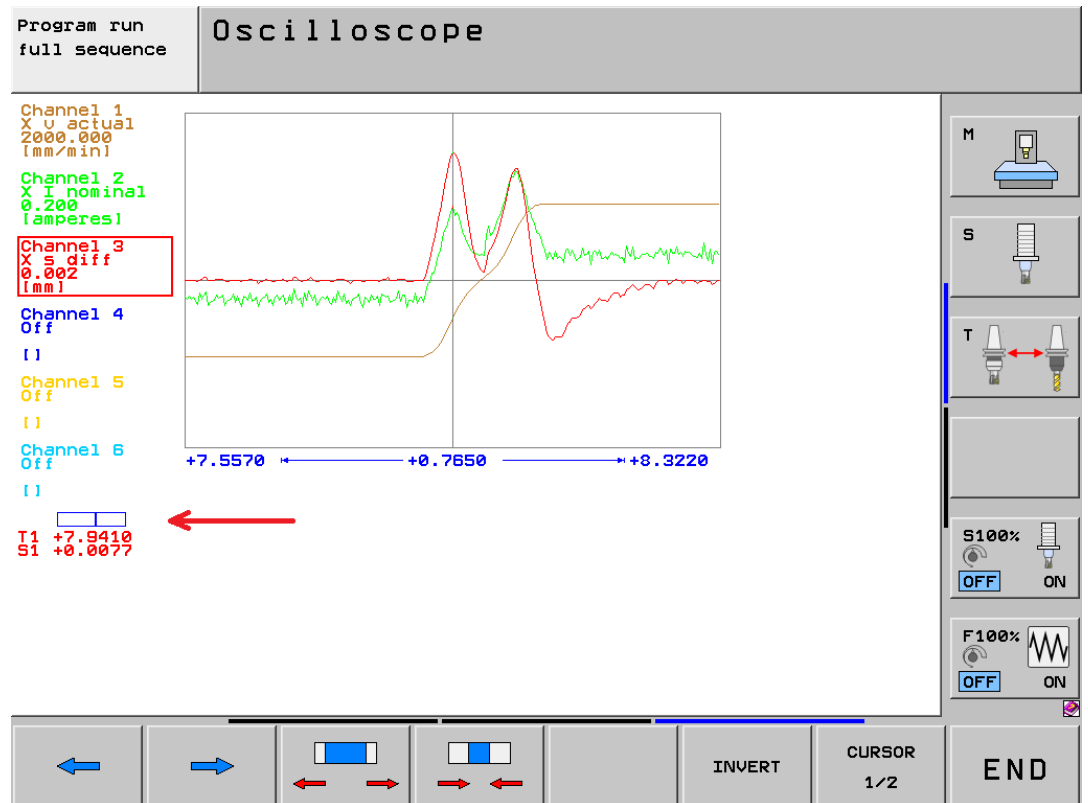 Program run
full sequence
Oscilloscope
Channel 1
X v actual
2000.000
[mm/min]
Channel 2
X I nominal
0.200
[amperes]
Channel 3
X s diff
0.002
[mm]
Channel 4
Off
[ ]
Channel 5
Off
[ ]
Channel 6
Off
[ ]
+7.5570 +0.7650 +8.3220
T1 +7.9410
S1 +0.0077
M
S
T
S100%
OFF ON
F100%
OFF ON
INVERT
CURSOR
1/2
END